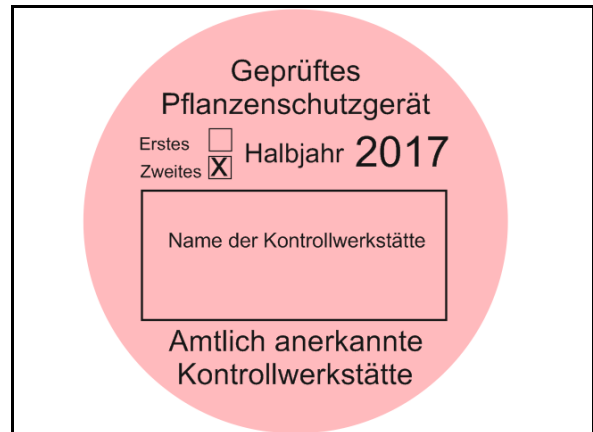 Geprüftes
Pflanzenschutzgerät
Erstes
Zweites X Halbjahr 2017
Name der Kontrollwerkstätte
Amtlich anerkannte
Kontrollwerkstätte